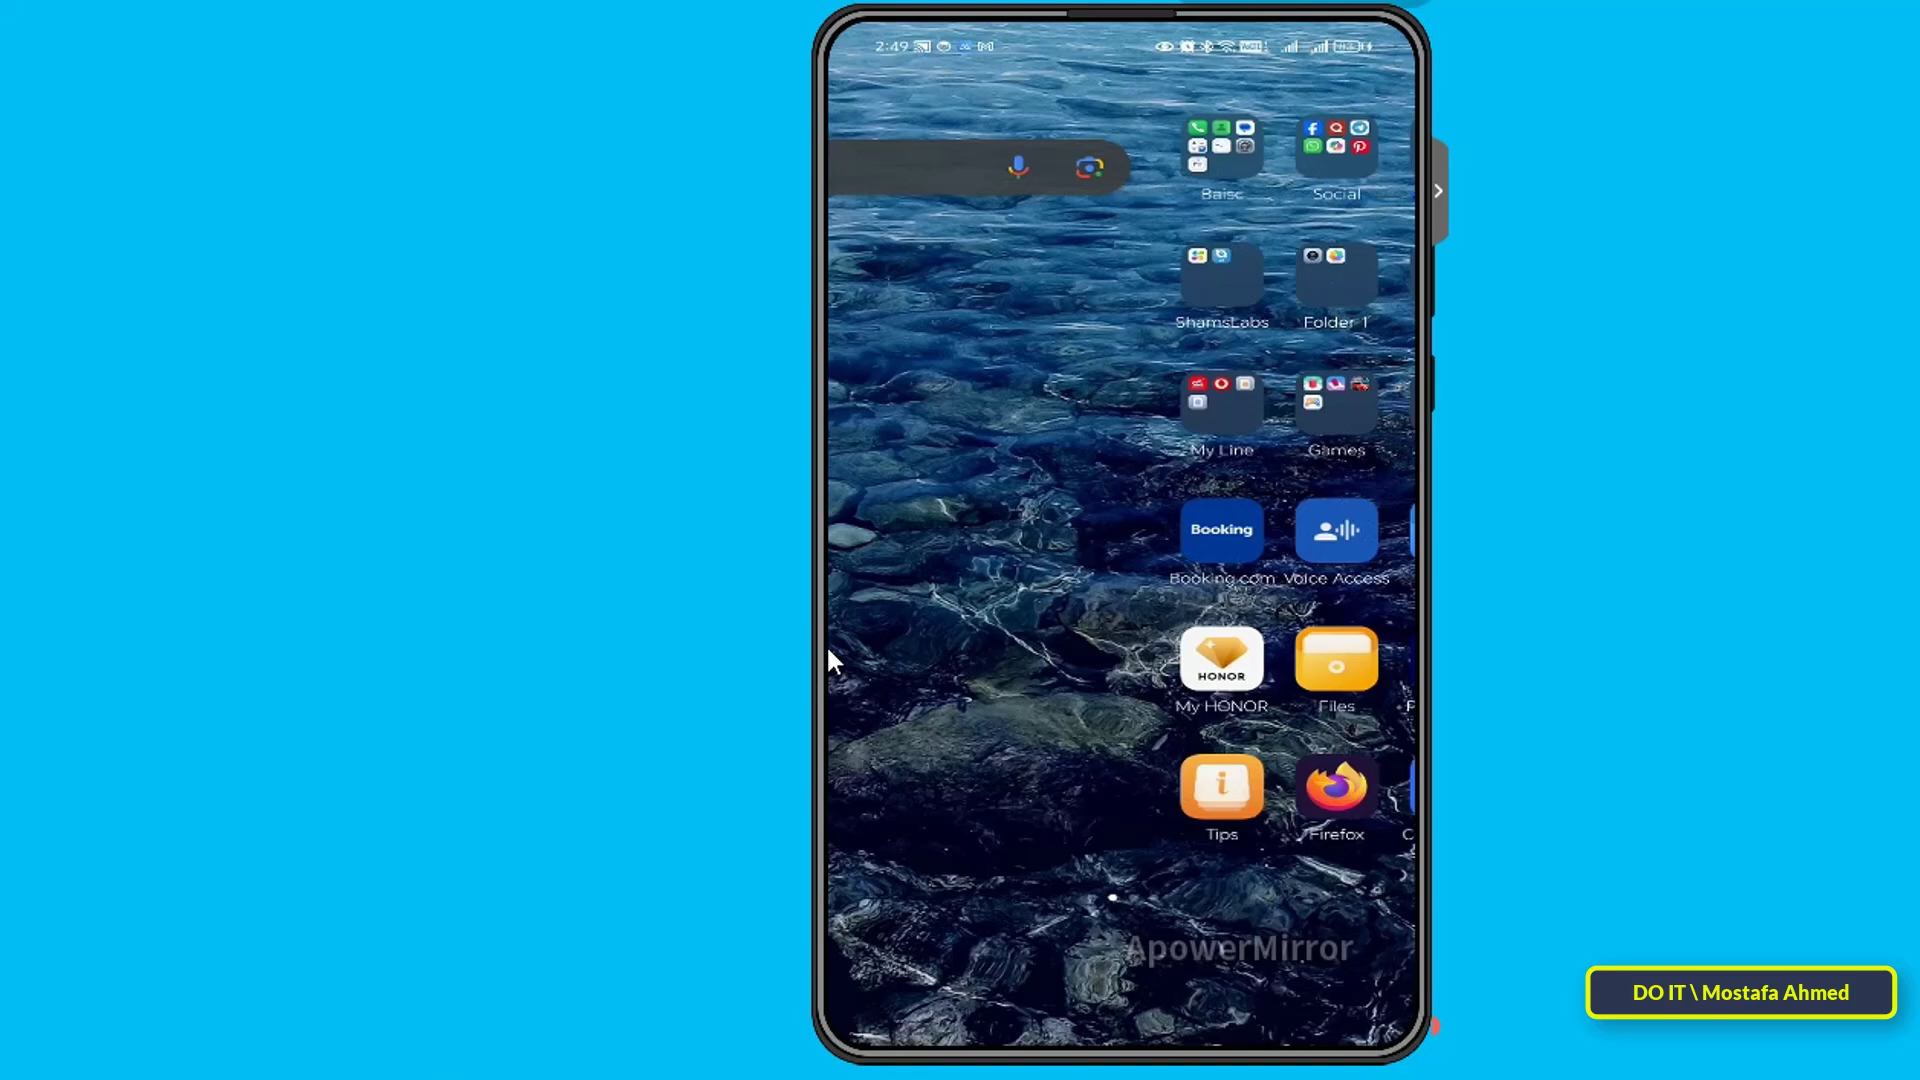 2:49
Baisc Social
ShamsLabs Folder 1
My Line Games
Booking
Booking.com Voice Access
HONOR
My HONOR Files
Tips Firefox
ApowerMirror
DO IT \ Mostafa Ahmed